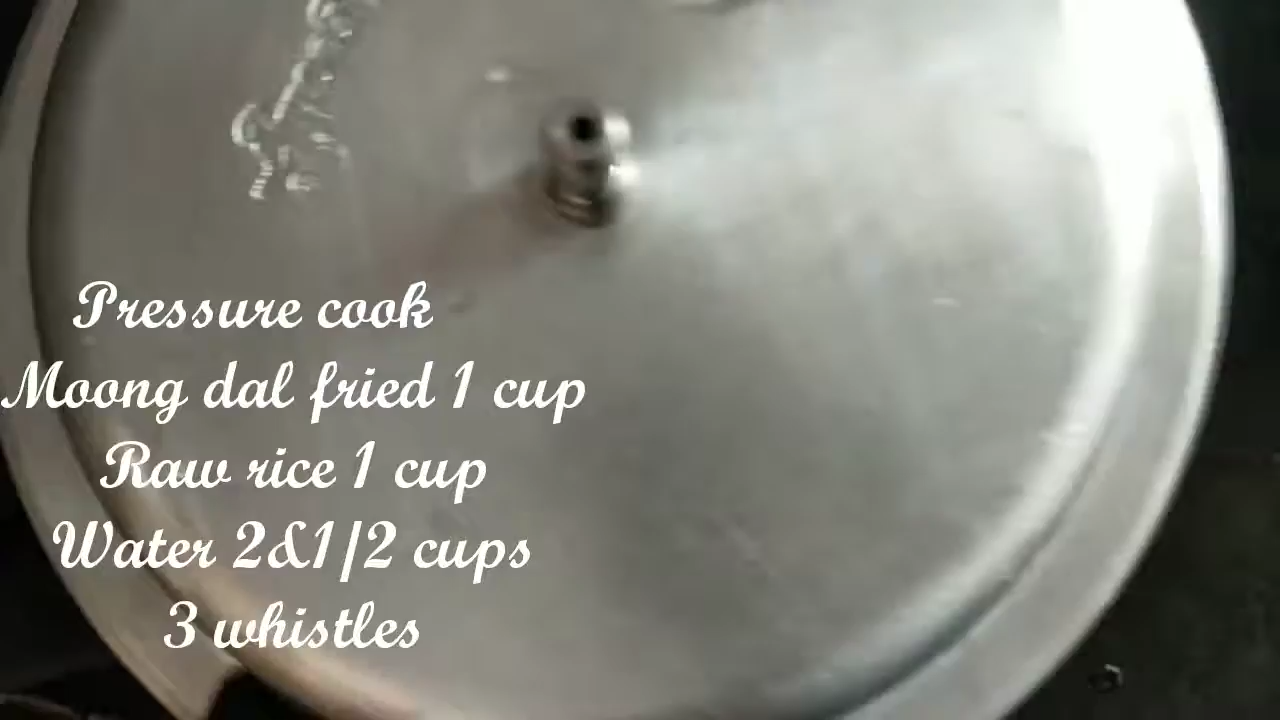 Pressure cook
Moong dal fried 1 cup
Raw rice 1 cup
Water 2&1/2 cups
3 whistles